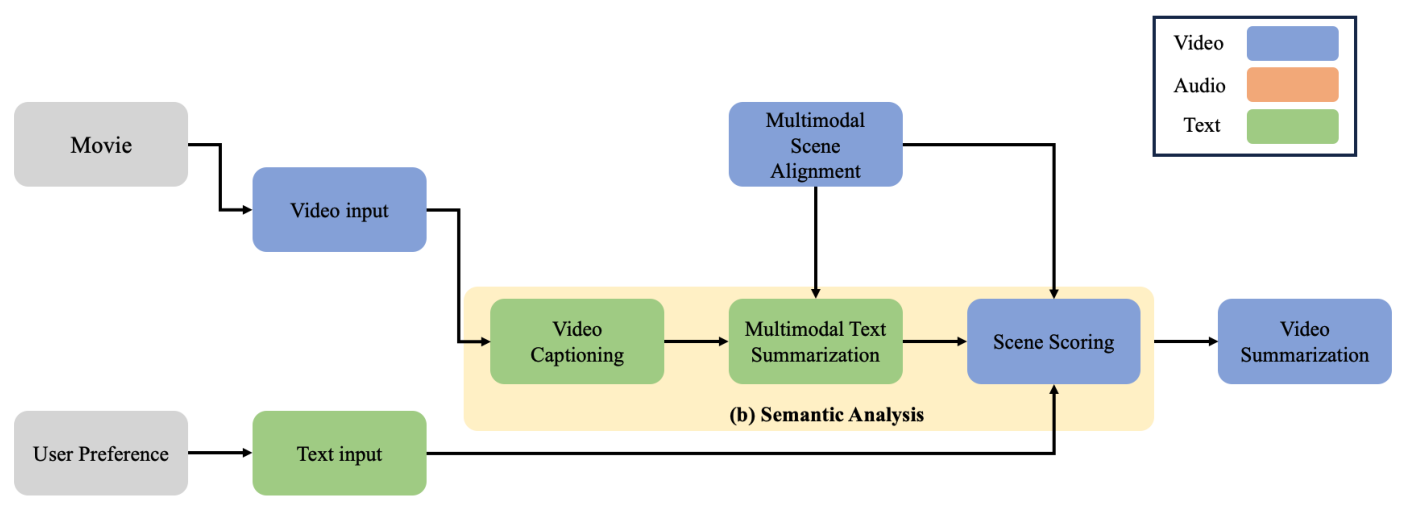 Video
Audio
Text
Movie
Multimodal
Scene
Alignment
Video input
Video
Captioning
Multimodal Text
Summarization
Scene Scoring
Video
Summarization
(b) Semantic Analysis
User Preference
Text input